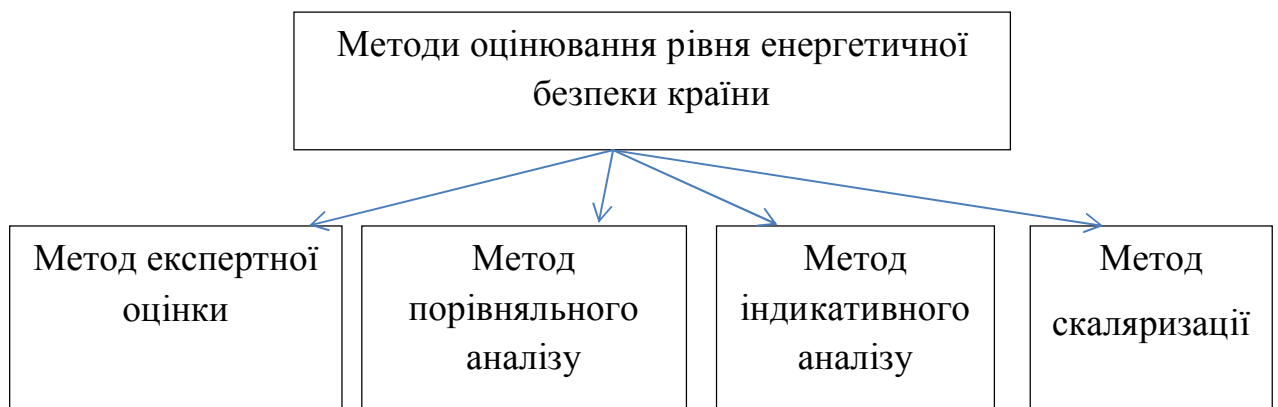 Методи оцінювання рівня енергетичної
безпеки країни
Метод експертної
оцінки
Метод
порівняльного
аналізу
Метод
індикативного
аналізу
Метод
скаляризації